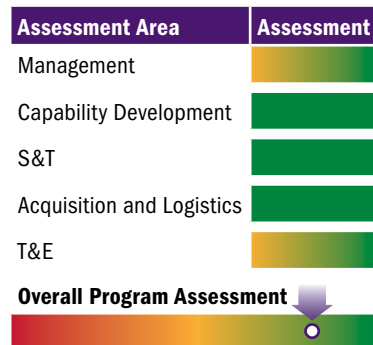 Assessment Area Assessment
Management
Capability Development
S&T
Acquisition and Logistics
T&E
Overall Program Assessment